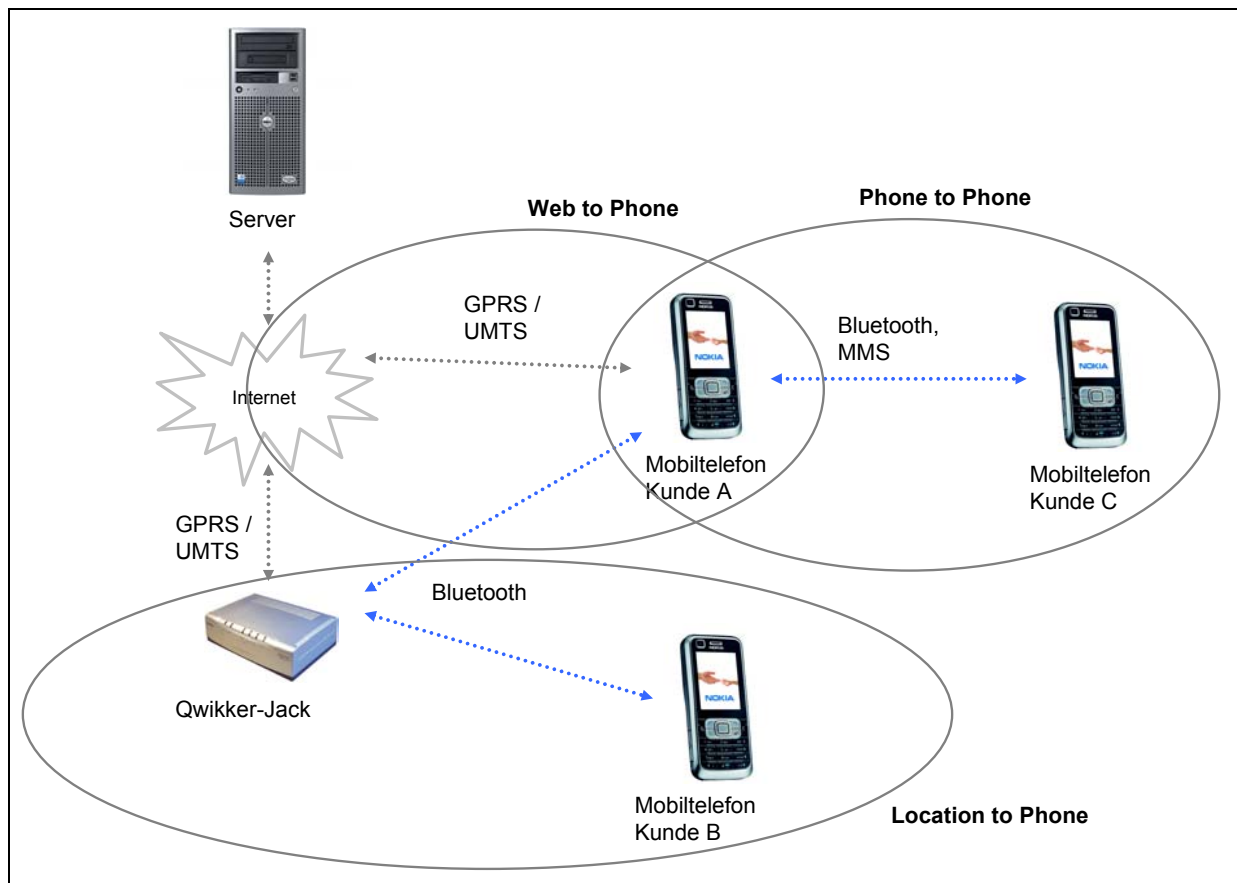 Server
Web to Phone
Phone to Phone
GPRS /
UMTS
Bluetooth,
MMS
NOKIA
NOKIA
Internet
Mobiltelefon
Kunde A
Mobiltelefon
Kunde C
GPRS /
UMTS
Bluetooth
Qwikker-Jack
NOKIA
Mobiltelefon
Kunde B
Location to Phone